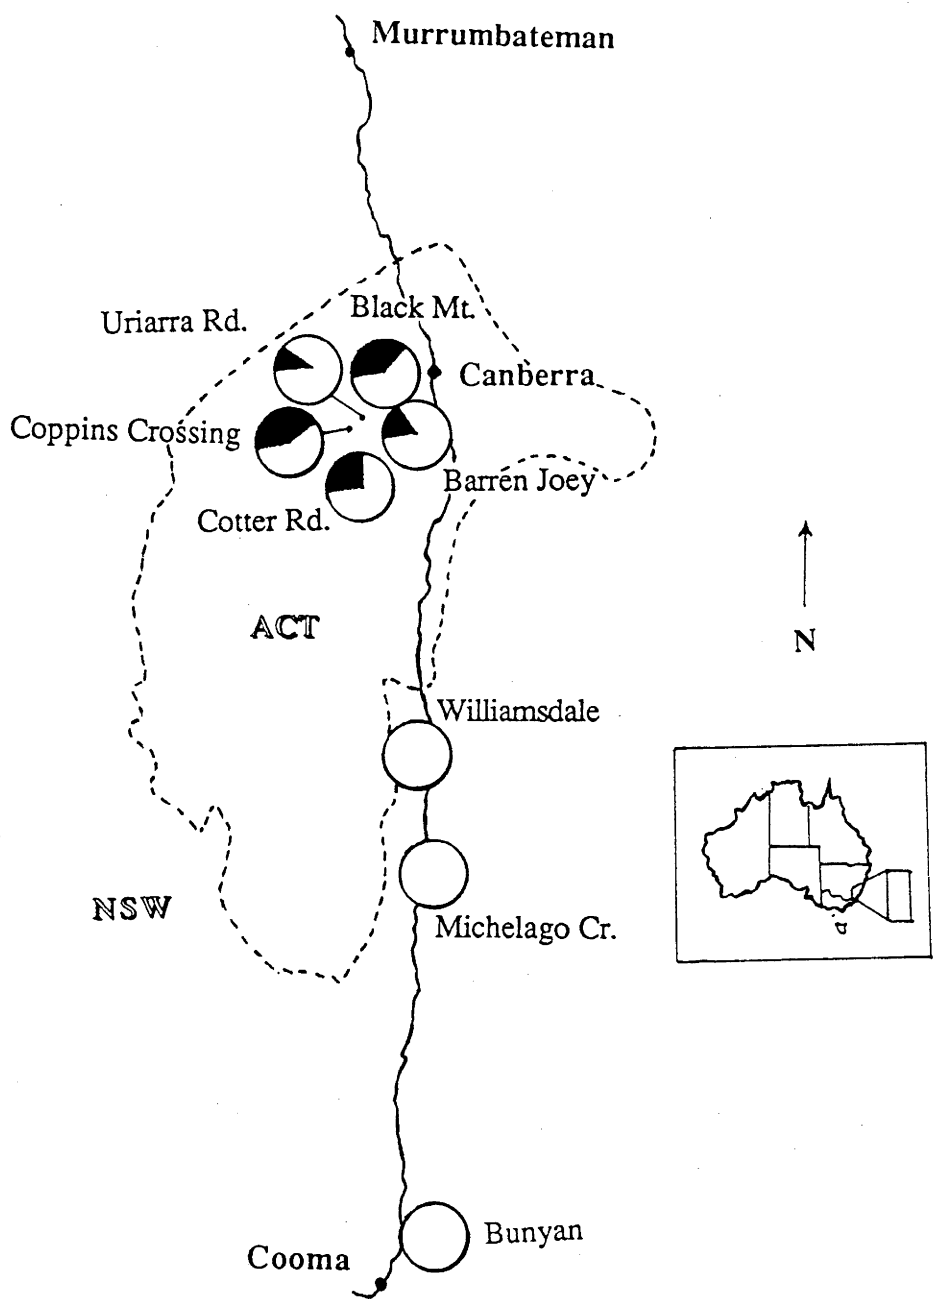 Murrumbateman
Black Mt.
Uriarra Rd.
Canberra
Coppins Crossing
Barren Joey
Cotter Rd.
ACT
N
Williamsdale
NSW
Michelago Cr.
Bunyan
Cooma